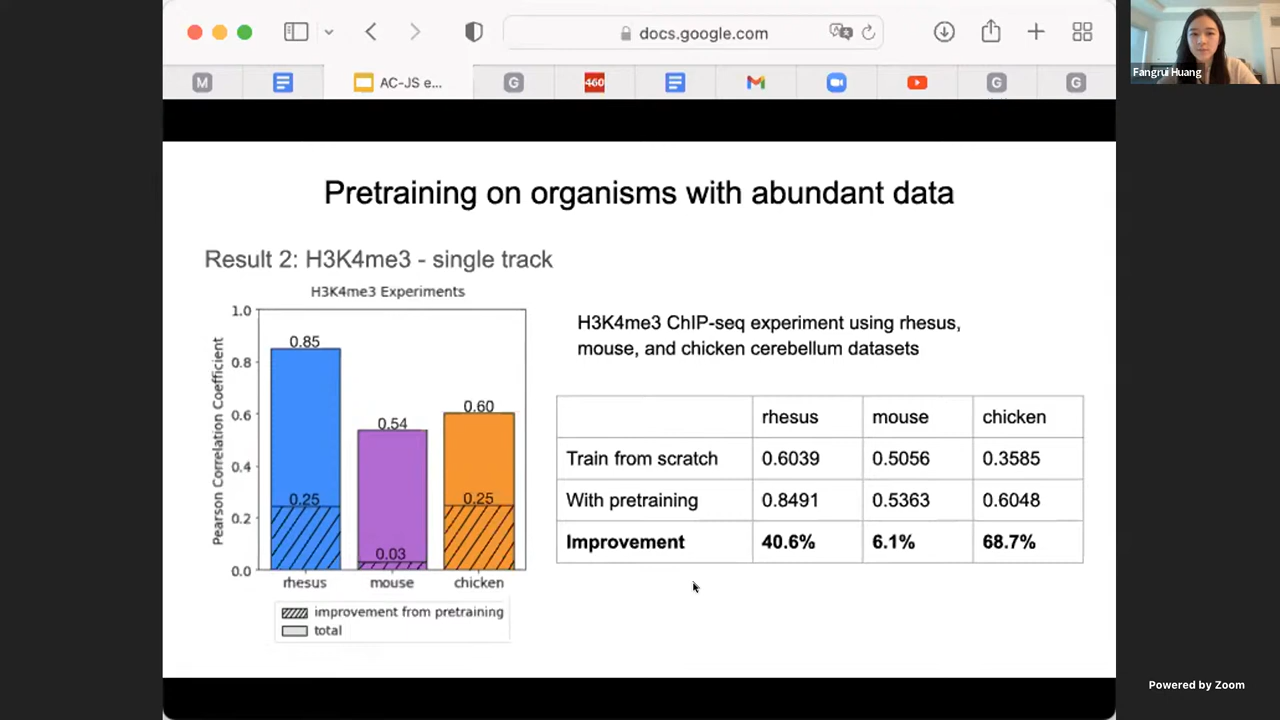 docs.google.com
M
AC-JS e...
G
460
G
G
Fangrui Huang
Pretraining on organisms with abundant data
Result 2: H3K4me3 - single track
H3K4me3 Experiments
Pearson Correlation Coefficient
1.0
0.8
0.6
0.4
0.2
0.0
0.85
0.25
0.54
0.03
0.60
0.25
rhesus mouse chicken
improvement from pretraining
total
H3K4me3 ChIP-seq experiment using rhesus,
mouse, and chicken cerebellum datasets
rhesus mouse chicken
Train from scratch 0.6039 0.5056 0.3585
With pretraining 0.8491 0.5363 0.6048
Improvement 40.6% 6.1% 68.7%
Powered by Zoom